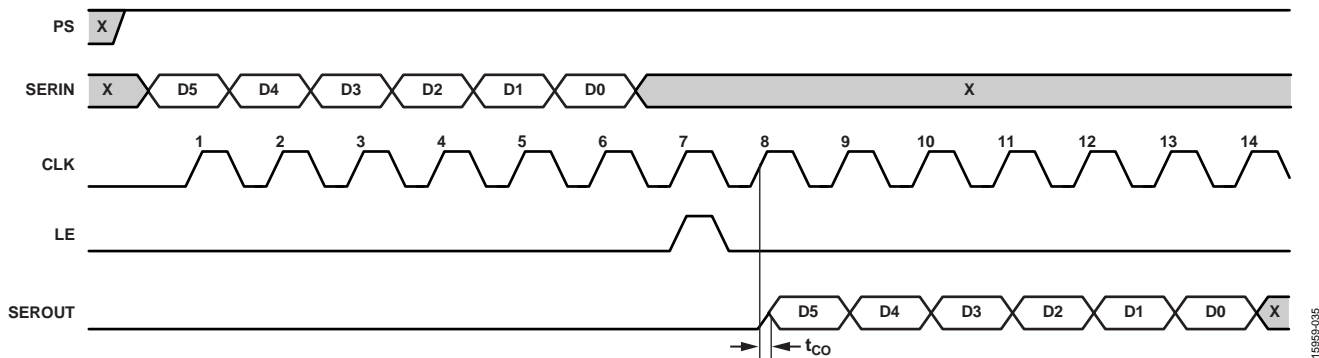 PS X
SERIN X D5 D4 D3 D2 D1 D0 X
1 2 3 4 5 6 7 8 9 10 11 12 13 14
CLK
LE
SEROUT D5 D4 D3 D2 D1 D0 X
tCO
15959-035